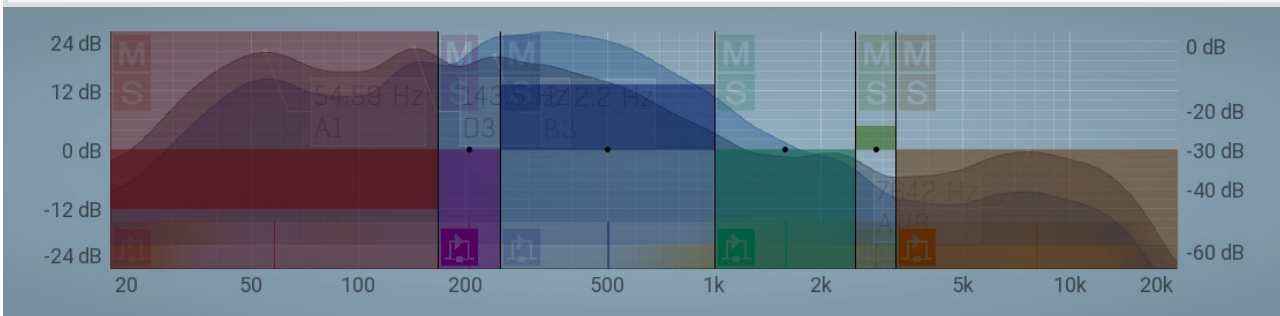 24 dB
12 dB
0 dB
-12 dB
-24 dB
M M M M M M
S S S S S S
54.59 Hz
A1
143.5 Hz
D3
242.2 Hz
B3
7642 Hz
0 dB
-20 dB
-30 dB
-40 dB
-60 dB
20 50 100 200 500 1k 2k 5k 10k 20k